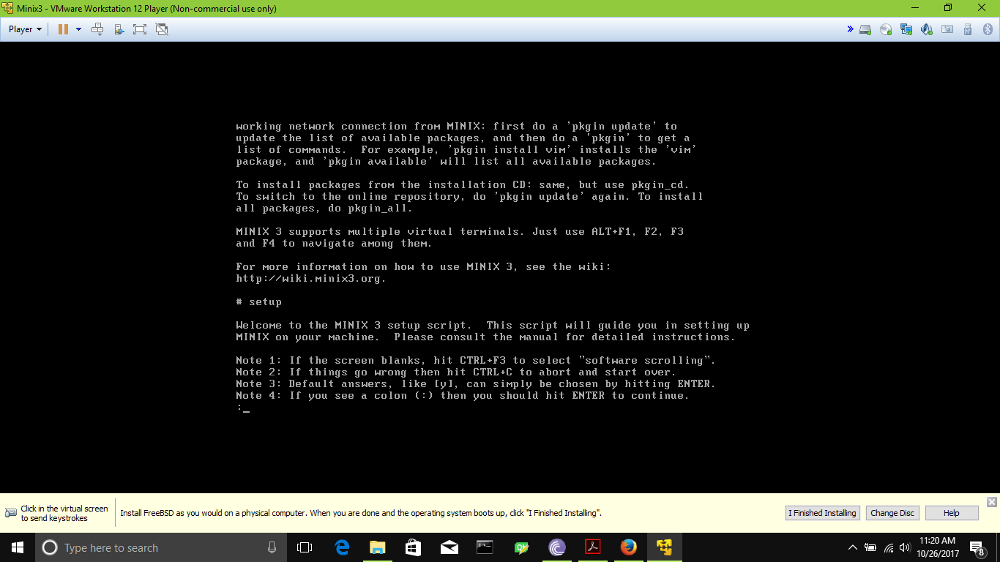 Minix3 - VMware Workstation 12 Player (Non-commercial use only)
Player
working network connection from MINIX: first do a 'pkgin update' to
update the list of available packages, and then do a 'pkgin' to get a
list of commands.  For example, 'pkgin install vim' installs the 'vim'
package, and 'pkgin available' will list all available packages.
To install packages from the installation CD: same, but use pkgin_cd.
To switch to the online repository, do 'pkgin update' again. To install
all packages, do pkgin_all.
MINIX 3 supports multiple virtual terminals. Just use ALT+F1, F2, F3
and F4 to navigate among them.
For more information on how to use MINIX 3, see the wiki:
http://wiki.minix3.org.
# setup
Welcome to the MINIX 3 setup script.  This script will guide you in setting up
MINIX on your machine.  Please consult the manual for detailed instructions.
Note 1: If the screen blanks, hit CTRL+F3 to select "software scrolling".
Note 2: If things go wrong then hit CTRL+C to abort and start over.
Note 3: Default answers, like [y], can simply be chosen by hitting ENTER.
Note 4: If you see a colon (:) then you should hit ENTER to continue.
:_
Click in the virtual screen
to send keystrokes
Install FreeBSD as you would on a physical computer. When you are done and the operating system boots up, click "I Finished Installing".
I Finished Installing
Change Disc
Help
Type here to search
11:20 AM
10/26/2017
8